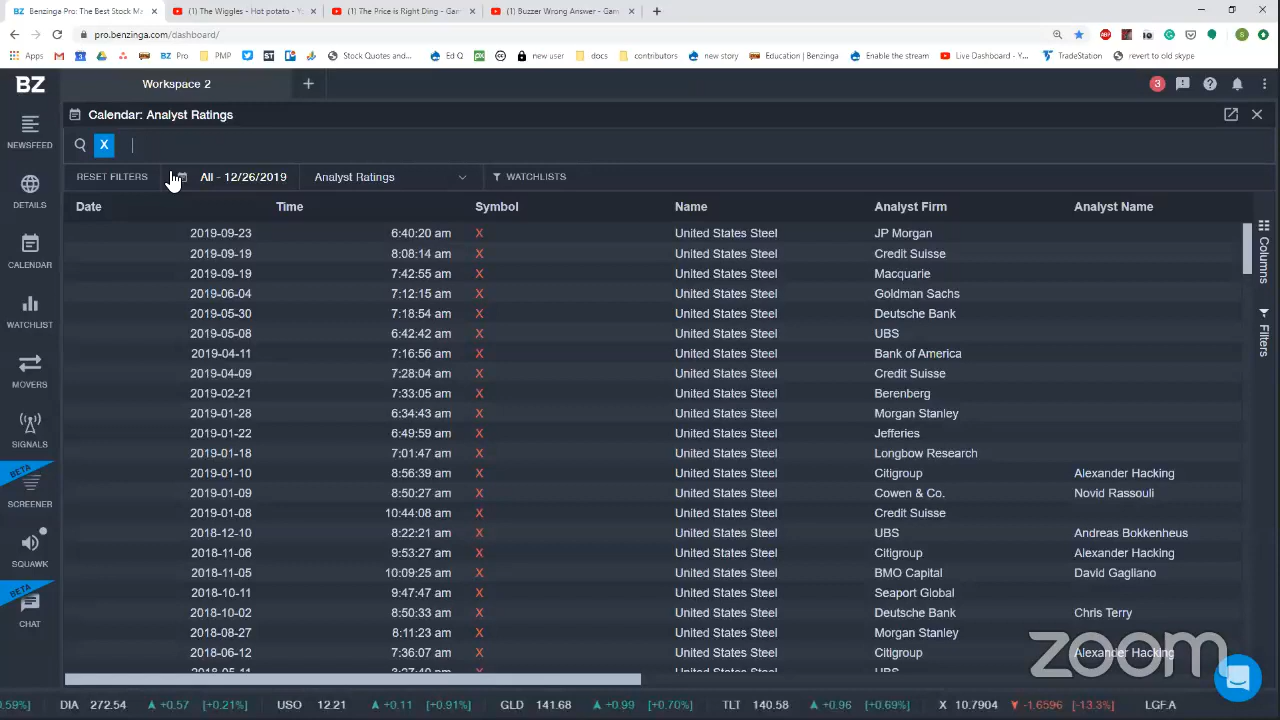 Benzinga Pro: The Best Stock Ma
(1) The Wiggles - Hot potato - Yo
(1) The Price is Right Ding - Gam
(1) Buzzer Wrong Answer - Gam
pro.benzinga.com/dashboard/
Apps
PMP
Pro
Stock Quotes and
Ed Q
CC
new user
docs
contributors
new story
Education | Benzinga
Enable the stream
Live Dashboard - Yo
TradeStation
revert to old skype
BZ
Workspace 2
3
Calendar: Analyst Ratings
X
RESET FILTERS
All - 12/26/2019
Analyst Ratings
WATCHLISTS
NEWSFEED
DETAILS
CALENDAR
WATCHLIST
MOVERS
SIGNALS
BETA
SCREENER
SQUAWK
BETA
CHAT
Date Time Symbol Name Analyst Firm Analyst Name
2019-09-23 6:40:20 am X United States Steel JP Morgan
2019-09-19 8:08:14 am X United States Steel Credit Suisse
2019-09-19 7:42:55 am X United States Steel Macquarie
2019-06-04 7:12:15 am X United States Steel Goldman Sachs
2019-05-30 7:18:54 am X United States Steel Deutsche Bank
2019-05-08 6:42:42 am X United States Steel UBS
2019-04-11 7:16:56 am X United States Steel Bank of America
2019-04-09 7:28:04 am X United States Steel Credit Suisse
2019-02-21 7:33:05 am X United States Steel Berenberg
2019-01-28 6:34:43 am X United States Steel Morgan Stanley
2019-01-22 6:49:59 am X United States Steel Jefferies
2019-01-18 7:01:47 am X United States Steel Longbow Research
2019-01-10 8:56:39 am X United States Steel Citigroup Alexander Hacking
2019-01-09 8:50:27 am X United States Steel Cowen & Co. Novid Rassouli
2019-01-08 10:44:08 am X United States Steel Credit Suisse
2018-12-10 8:22:21 am X United States Steel UBS Andreas Bokkenheus
2018-11-06 9:53:27 am X United States Steel Citigroup Alexander Hacking
2018-11-05 10:09:25 am X United States Steel BMO Capital David Gagliano
2018-10-11 9:47:47 am X United States Steel Seaport Global
2018-10-02 8:50:33 am X United States Steel Deutsche Bank Chris Terry
2018-08-27 8:11:23 am X United States Steel Morgan Stanley
2018-06-12 7:36:07 am X United States Steel Citigroup Alexander Hacking
Columns
Filters
zoom
0.59%] DIA 272.54 +0.57 [+0.21%] USO 12.21 +0.11 [+0.91%] GLD 141.68 +0.99 [+0.70%] TLT 140.58 +0.96 [+0.69%] X 10.7904 -1.6596 [-13.3%] LGF.A